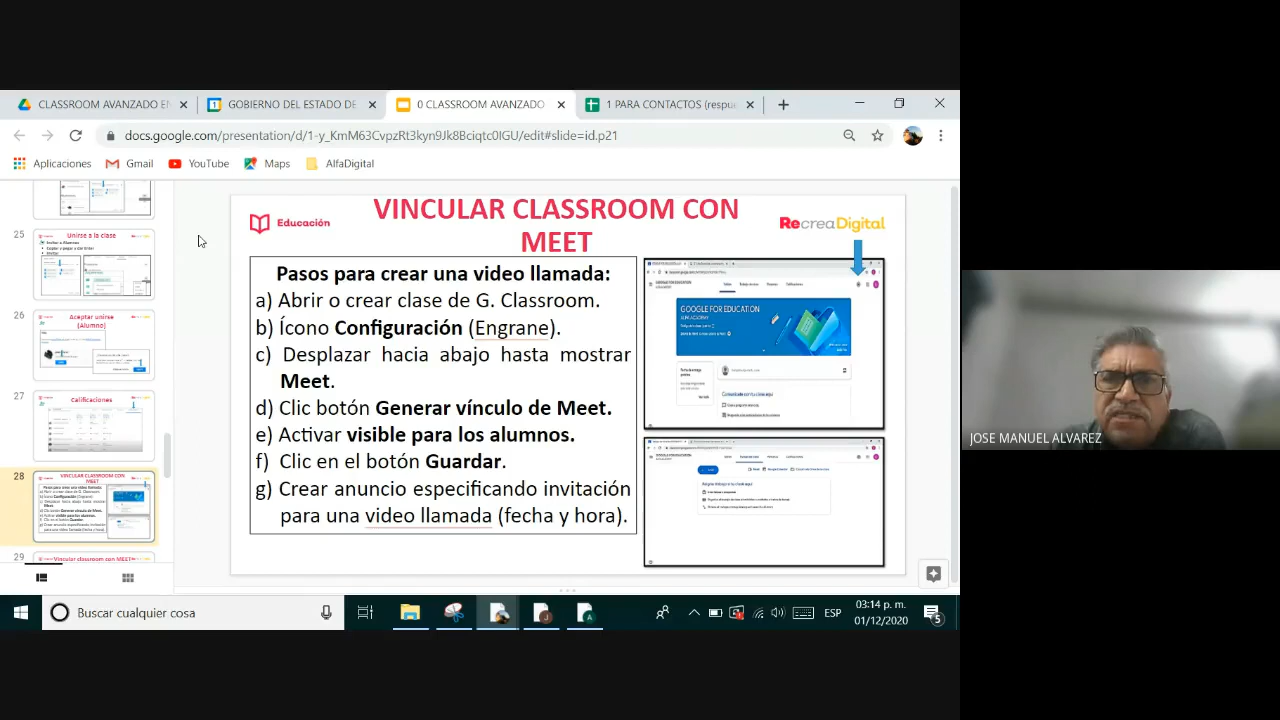 CLASSROOM AVANZADO EN
GOBIERNO DEL ESTADO DE
0 CLASSROOM AVANZADO
1 PARA CONTACTOS (respue
docs.google.com/presentation/d/1-y_KmM63CvpzRt3kyn9Jk8Bciqtc0IGU/edit#slide=id.p21
Aplicaciones
Gmail
YouTube
Maps
AlfaDigital
25
Unirse a la clase
26
Aceptar unirse
(Alumno)
27
Calificaciones
28
VINCULAR CLASSROOM CON
MEET
29
Vincular classroom con MEET
Educación
VINCULAR CLASSROOM CON
MEET
RecreaDigital
Pasos para crear una video llamada:
a) Abrir o crear clase de G. Classroom.
b) Ícono Configuración (Engrane).
c) Desplazar hacia abajo hasta mostrar
Meet.
d) Clic botón Generar vínculo de Meet.
e) Activar visible para los alumnos.
f) Clic en el botón Guardar.
g) Crear anuncio especificando invitación
para una video llamada (fecha y hora).
GOOGLE FOR EDUCATION
JOSE MANUEL ALVAREZ
Buscar cualquier cosa
ESP
03:14 p. m.
01/12/2020
5